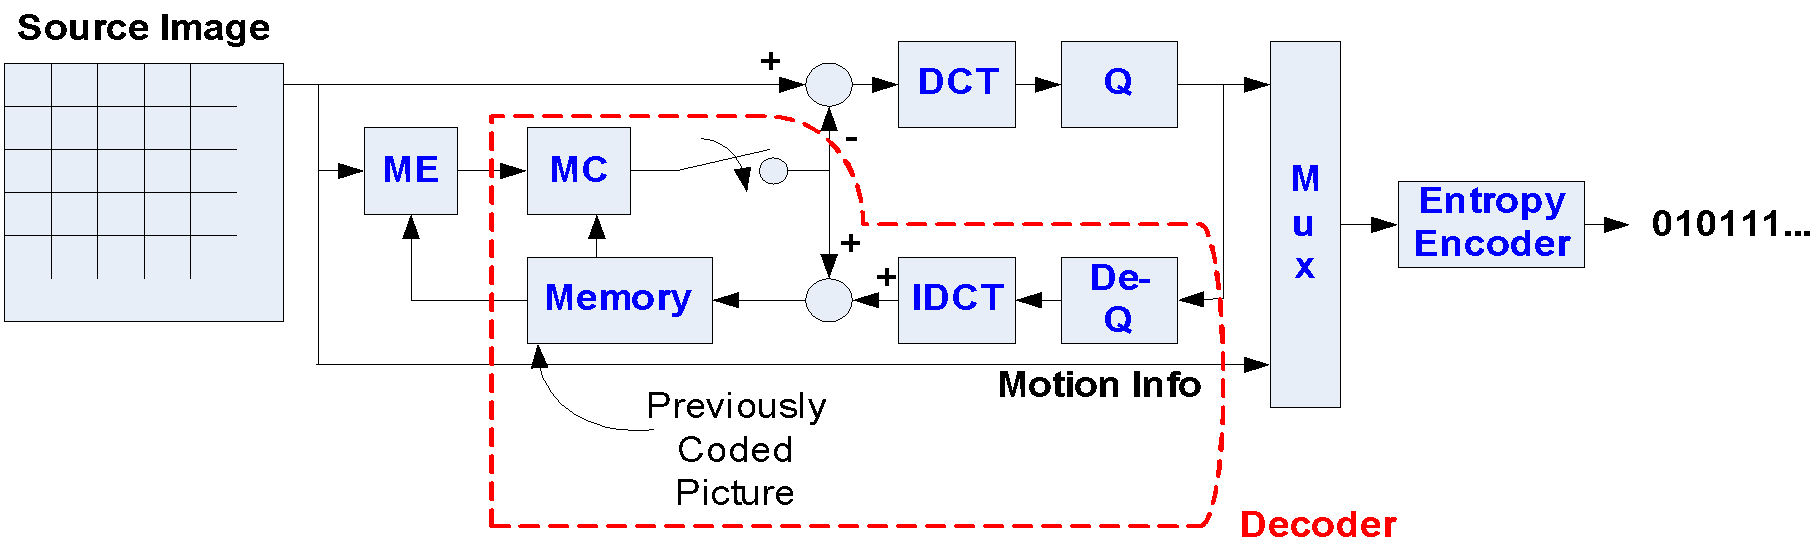 Source Image
+
DCT
Q
-
ME
MC
M
u
x
Entropy
Encoder
010111...
+
+
Memory
IDCT
De-
Q
Motion Info
Previously
Coded
Picture
Decoder